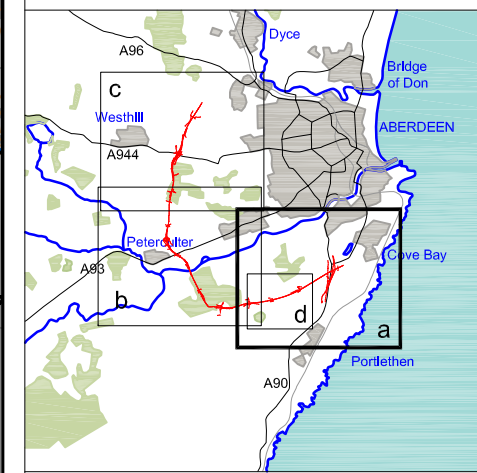 Dyce
A96
Bridge
of Don
c
Westhill
ABERDEEN
A944
Peterculter
Cove Bay
A93
b
d
a
Portlethen
A90